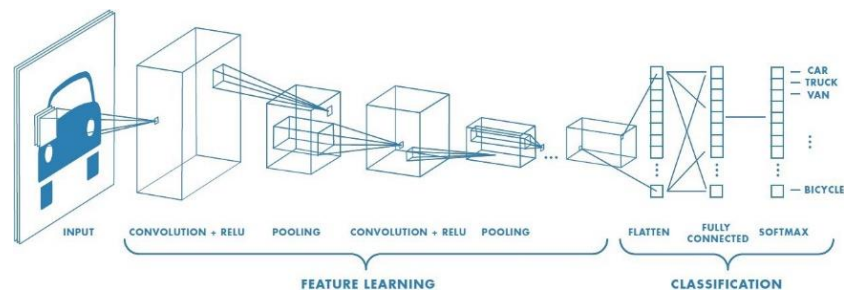 CAR
TRUCK
VAN
BICYCLE
INPUT
CONVOLUTION + RELU
POOLING
CONVOLUTION + RELU
POOLING
FLATTEN
FULLY
CONNECTED
SOFTMAX
FEATURE LEARNING
CLASSIFICATION